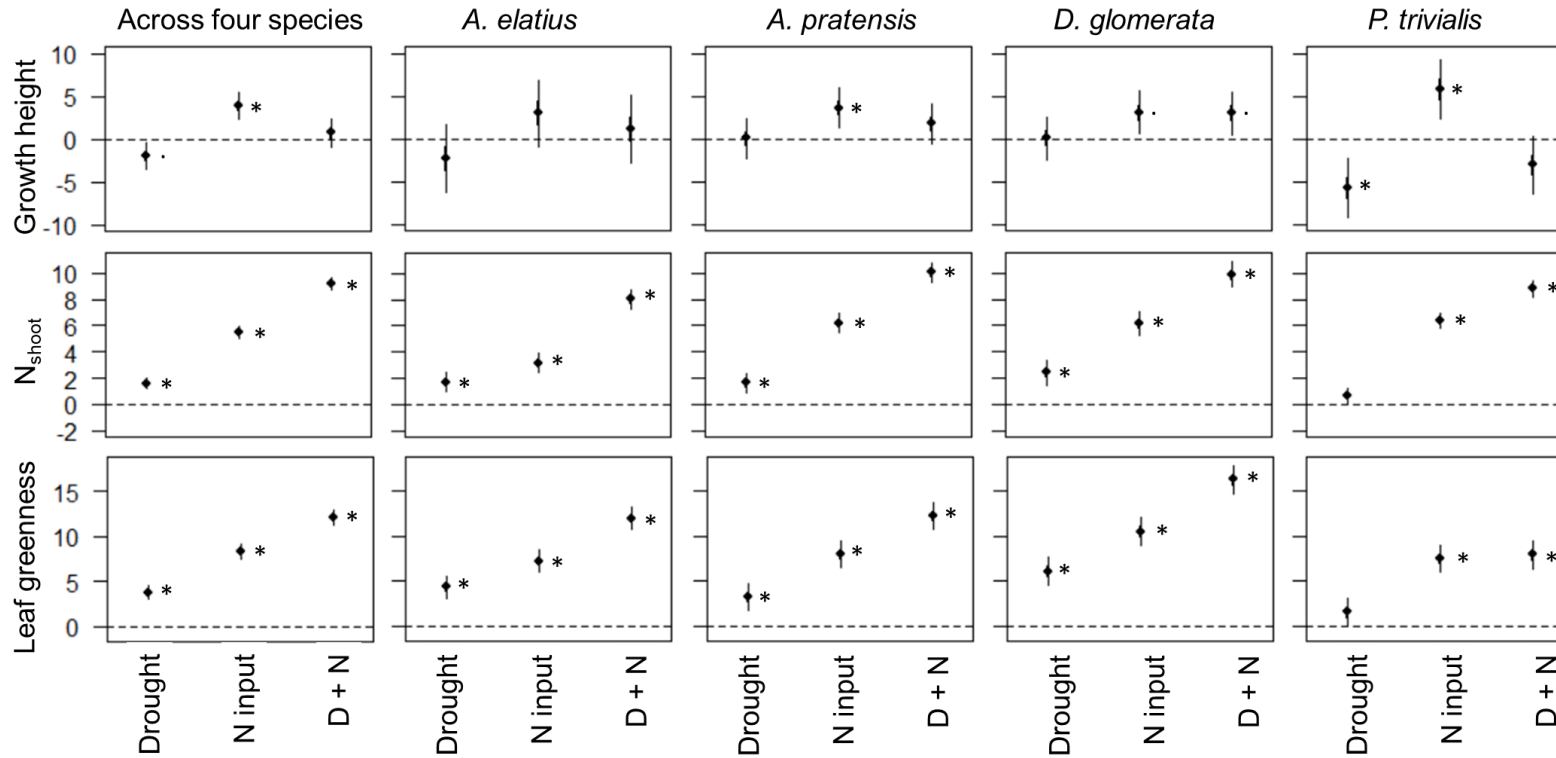 Across four species A. elatius A. pratensis D. glomerata P. trivialis
Growth height
10
5 *
* . .
*
0
.
-5 *
-10
N shoot
10 * * * * *
8
6 * * * *
4
2 * * * *
0
-2
Leaf greenness
15 *
10 * * * * *
5 * * * * *
0
Drought N input D + N Drought N input D + N Drought N input D + N Drought N input D + N Drought N input D + N